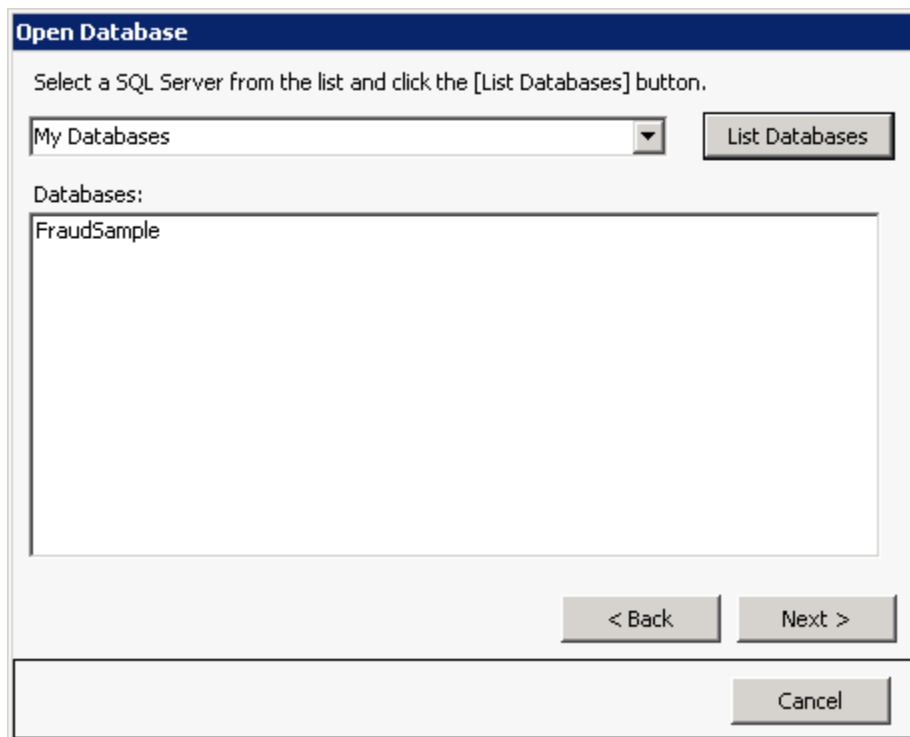 Open Database
Select a SQL Server from the list and click the [List Databases] button.
My Databases
List Databases
Databases:
FraudSample
< Back
Next >
Cancel